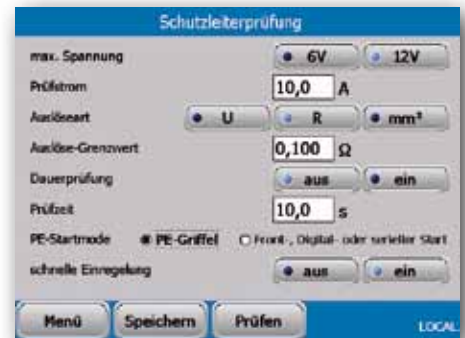 Schutzleiterprüfung
max. Spannung 6V 12V
Prüfstrom 10,0 A
Auslöseart U R mm²
Auslöse-Grenzwert 0,100 Ω
Dauerprüfung aus ein
Prüfzeit 10,0 s
PE-Startmode PE-Griffel Front-, Digital- oder serieller Start
schnelle Einregelung aus ein
Menü Speichern Prüfen LOCAL